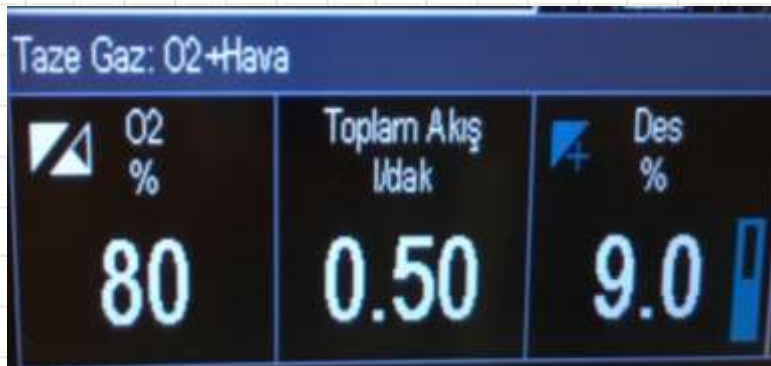 Taze Gaz: O2+Hava
O2
%
80
Toplam Akış
l/dak
0.50
Des
%
9.0